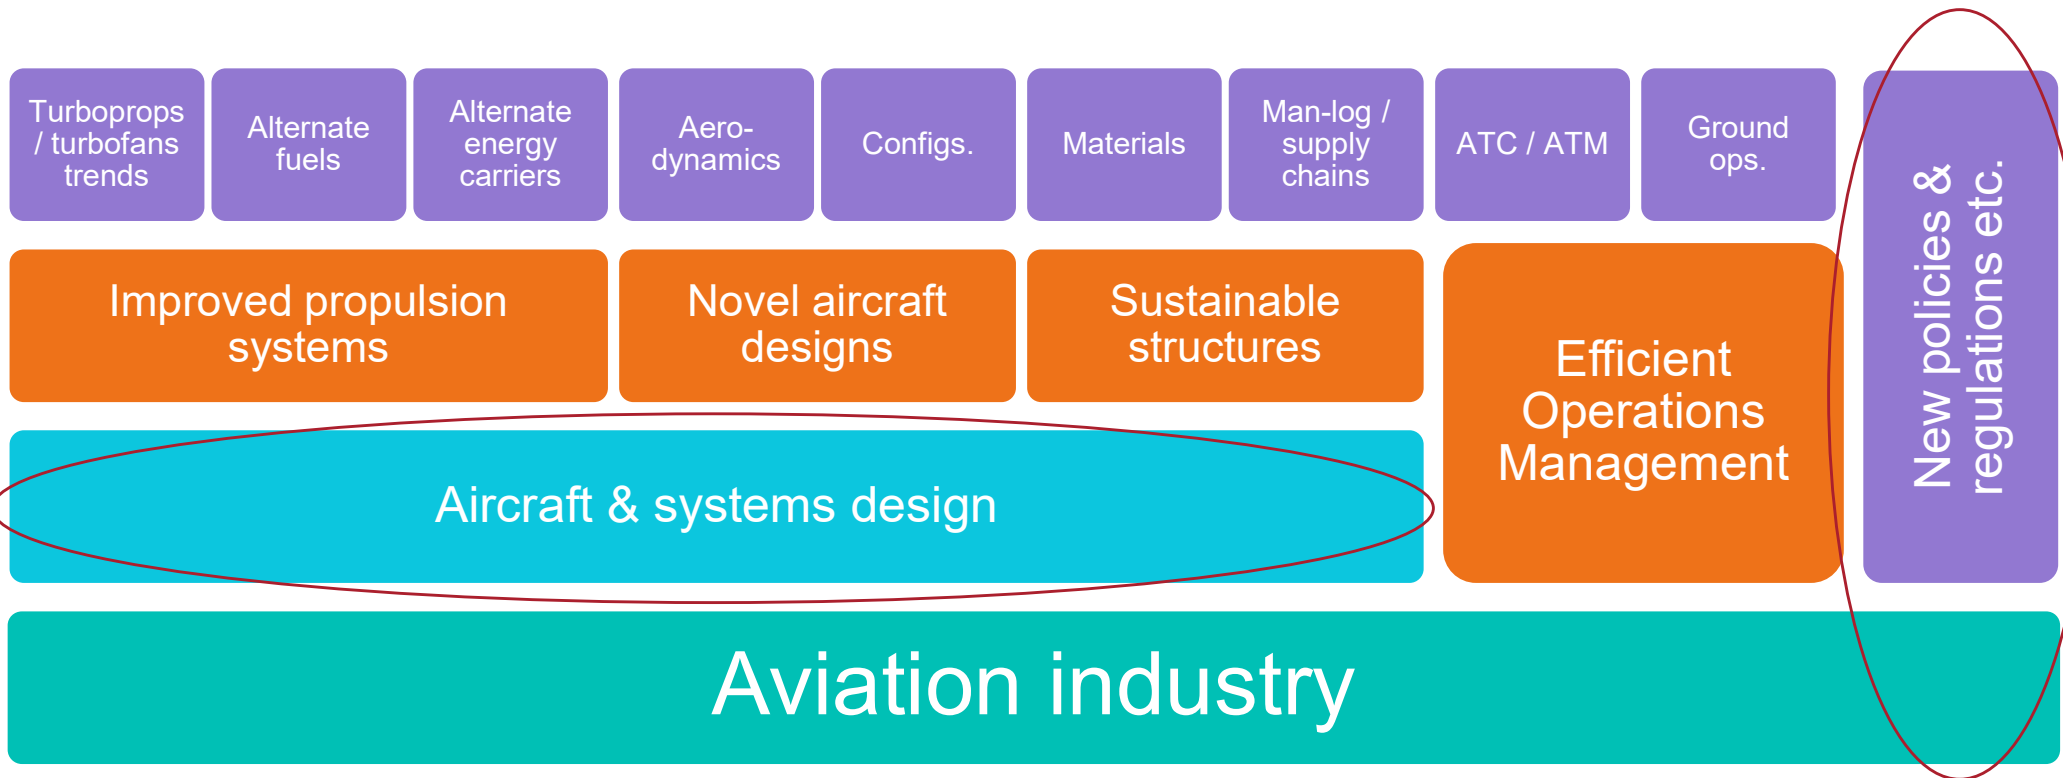 Turboprops
/ turbofans
trends
Alternate
fuels
Alternate
energy
carriers
Aero-
dynamics
Configs.
Materials
Man-log /
supply
chains
ATC / ATM
Ground
ops.
New policies &
regulations etc.
Improved propulsion
systems
Novel aircraft
designs
Sustainable
structures
Efficient
Operations
Management
Aircraft & systems design
Aviation industry